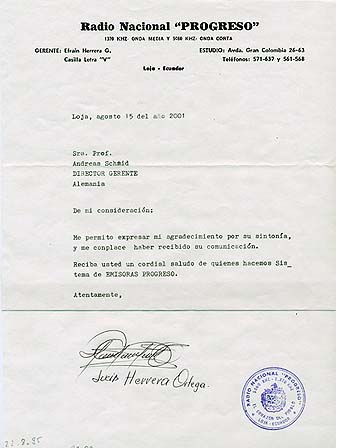 Radio Nacional "PROGRESO"
1370 KHZ- ONDA MEDIA Y 5060 KHZ- ONDA CORTA
GERENTE: Efraín Herrera G.
Casilla Letra "V"
ESTUDIO: Avda. Gran Colombia 26-63
Teléfonos: 571-637 y 561-568
Loja - Ecuador
Loja, agosto 15 del año 2001
Sra. Prof.
Andreas Schmid
DIRECTOR GERENTE
Alemania
De mi consideración:
Me permito expresar mi agradecimiento por su sintonía,
y me conplace haber recibido su comunicación.
Reciba usted un cordial saludo de quienes hacemos Sis_
tema de EMISORAS PROGRESO.
Atentamente,
Herrera Ortega.
RADIO NACIONAL "PROGRESO"
LOJA - ECUADOR